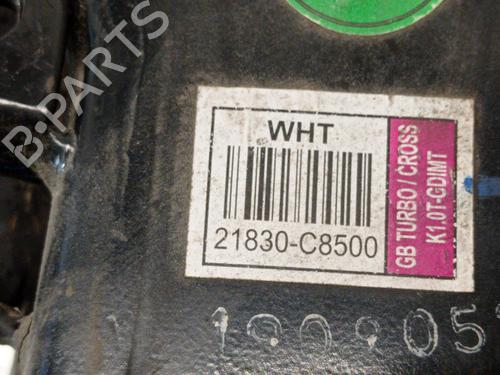 B-PARTS
WHT
21830-C8500
GB TURBO / CROSS
K1.0T-GDIMT